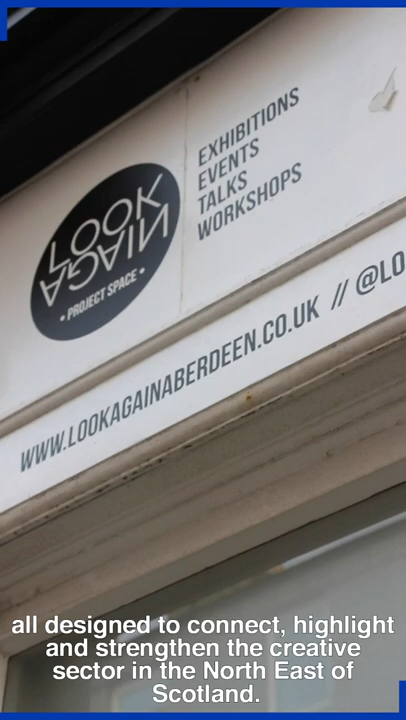 LOOK
AGAIN
• PROJECT SPACE •
EXHIBITIONS
EVENTS
TALKS
WORKSHOPS
WWW.LOOKAGAINABERDEEN.CO.UK // @LO
all designed to connect, highlight
and strengthen the creative
sector in the North East of
Scotland.